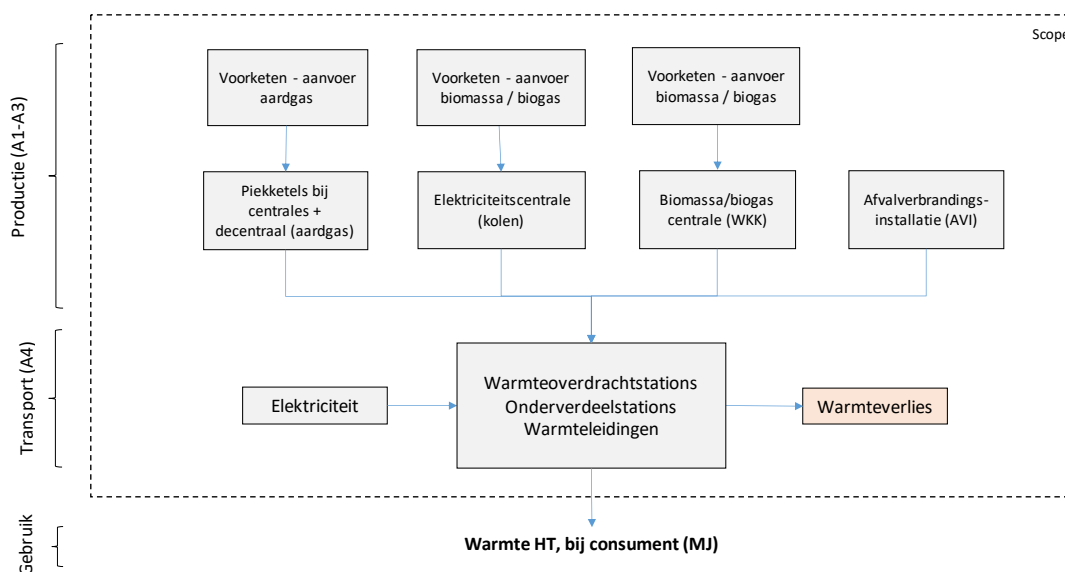 Scope
Productie (A1-A3)
Voorketen - aanvoer
aardgas
Voorketen - aanvoer
biomassa / biogas
Voorketen - aanvoer
biomassa / biogas
Piekketels bij
centrales +
decentraal (aardgas)
Elektriciteitscentrale
(kolen)
Biomassa/biogas
centrale (WKK)
Afvalverbrandings-
installatie (AVI)
Transport (A4)
Elektriciteit
Warmteoverdrachtstations
Onderverdeelstations
Warmteleidingen
Warmteverlies
Gebruik
Warmte HT, bij consument (MJ)